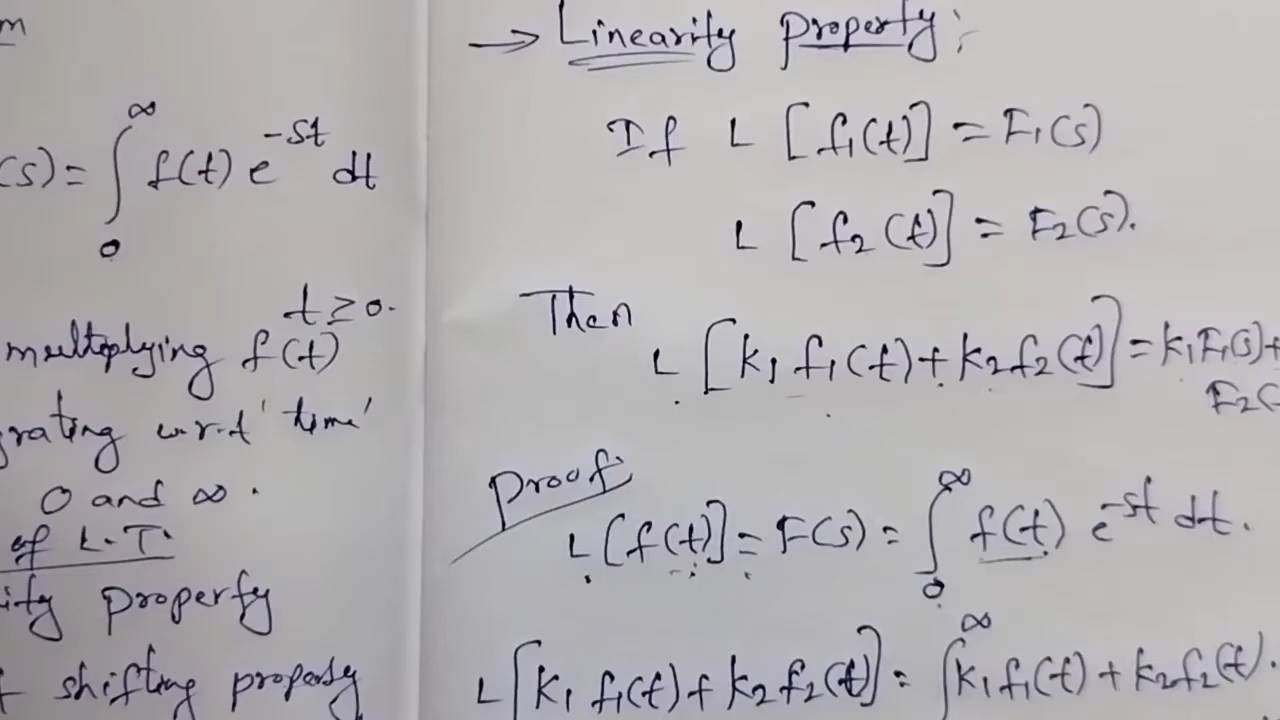 m
(s) = ∫₀^∞ f(t) e^-st dt
t ≥ 0.
multiplying f(t)
grating w.r.t 'time'
0 and ∞.
of L.T.
ity property
t shifting property
→ Linearity property:
If L [f₁(t)] = F₁(s)
L [f₂(t)] = F₂(s).
Then
L [k₁ f₁(t) + k₂ f₂(t)] = k₁ F₁(s) +
F₂(
Proof
L [f(t)] = F(s) = ∫₀^∞ f(t) e^-st dt.
L [k₁ f₁(t) + k₂ f₂(t)] = ∫^∞ k₁ f₁(t) + k₂ f₂(t).